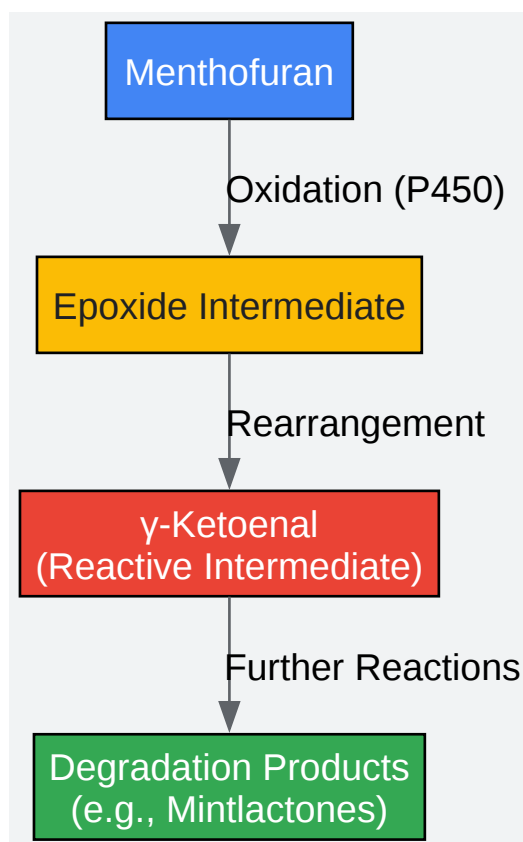 Menthofuran
Oxidation (P450)
Epoxide Intermediate
Rearrangement
γ-Ketoenal
(Reactive Intermediate)
Further Reactions
Degradation Products
(e.g., Mintlactones)